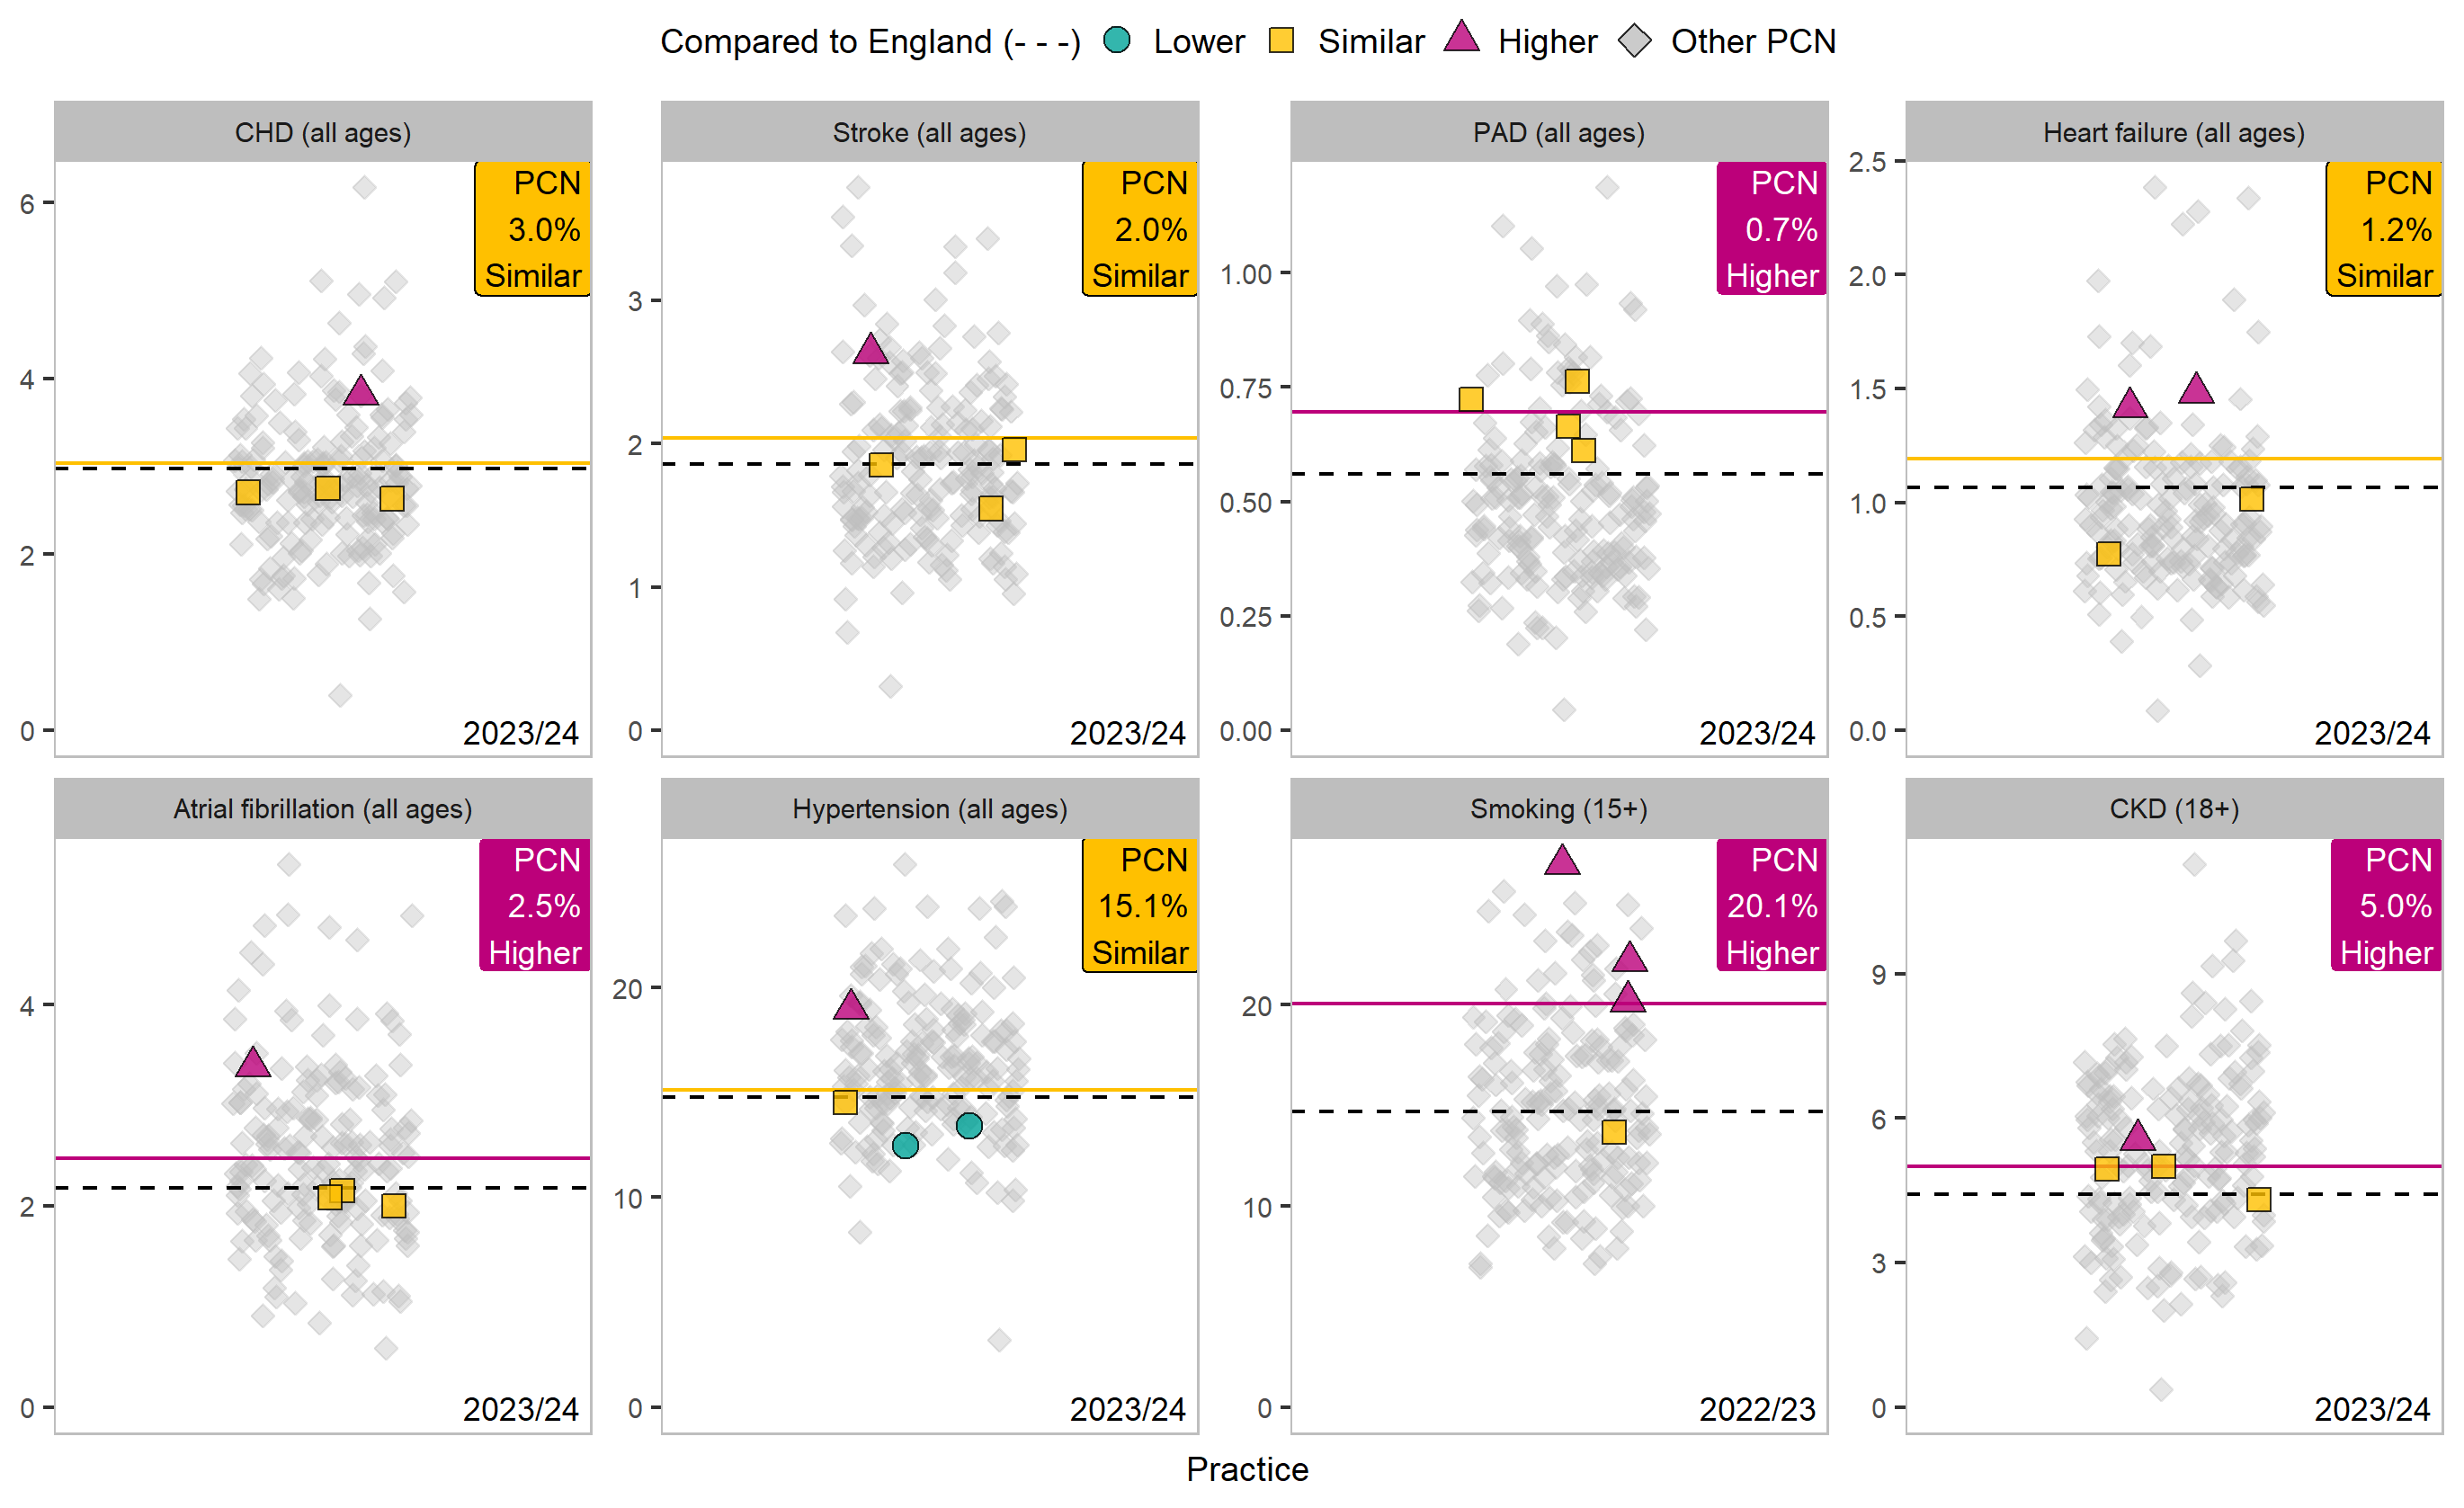 Compared to England (- - -) Lower Similar Higher Other PCN
CHD (all ages)
PCN
3.0%
Similar
6
4
2
0
2023/24
Stroke (all ages)
PCN
2.0%
Similar
3
2
1
0
2023/24
PAD (all ages)
PCN
0.7%
Higher
1.00
0.75
0.50
0.25
0.00
2023/24
Heart failure (all ages)
PCN
1.2%
Similar
2.5
2.0
1.5
1.0
0.5
0.0
2023/24
Atrial fibrillation (all ages)
PCN
2.5%
Higher
4
2
0
2023/24
Hypertension (all ages)
PCN
15.1%
Similar
20
10
0
2023/24
Smoking (15+)
PCN
20.1%
Higher
20
10
0
2022/23
CKD (18+)
PCN
5.0%
Higher
9
6
3
0
2023/24
Practice